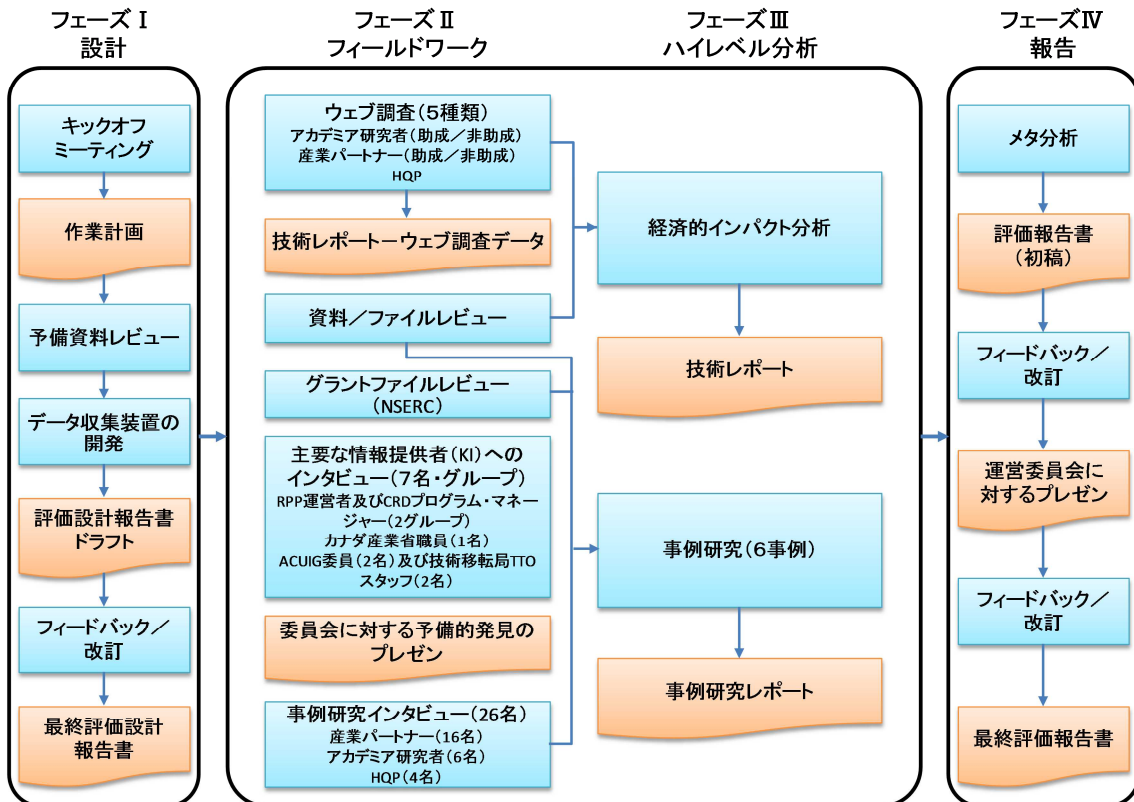 フェーズⅠ
設計
キックオフ
ミーティング
作業計画
予備資料レビュー
データ収集装置の
開発
評価設計報告書
ドラフト
フィードバック／
改訂
最終評価設計
報告書
フェーズⅡ
フィールドワーク
ウェブ調査（５種類）
アカデミア研究者（助成／非助成）
産業パートナー（助成／非助成）
HQP
技術レポート－ウェブ調査データ
資料／ファイルレビュー
グラントファイルレビュー
（NSERC）
主要な情報提供者（KI）への
インタビュー（７名・グループ）
RPP運営者及びCRDプログラム・マネー
ジャー（２グループ）
カナダ産業省職員（１名）
ACUIG委員（２名）及び技術移転局TTO
スタッフ（２名）
委員会に対する予備的発見の
プレゼン
事例研究インタビュー（26名）
産業パートナー（16名）
アカデミア研究者（6名）
HQP（4名）
フェーズⅢ
ハイレベル分析
経済的インパクト分析
技術レポート
事例研究（６事例）
事例研究レポート
フェーズⅣ
報告
メタ分析
評価報告書
（初稿）
フィードバック／
改訂
運営委員会に
対するプレゼン
フィードバック／
改訂
最終評価報告書